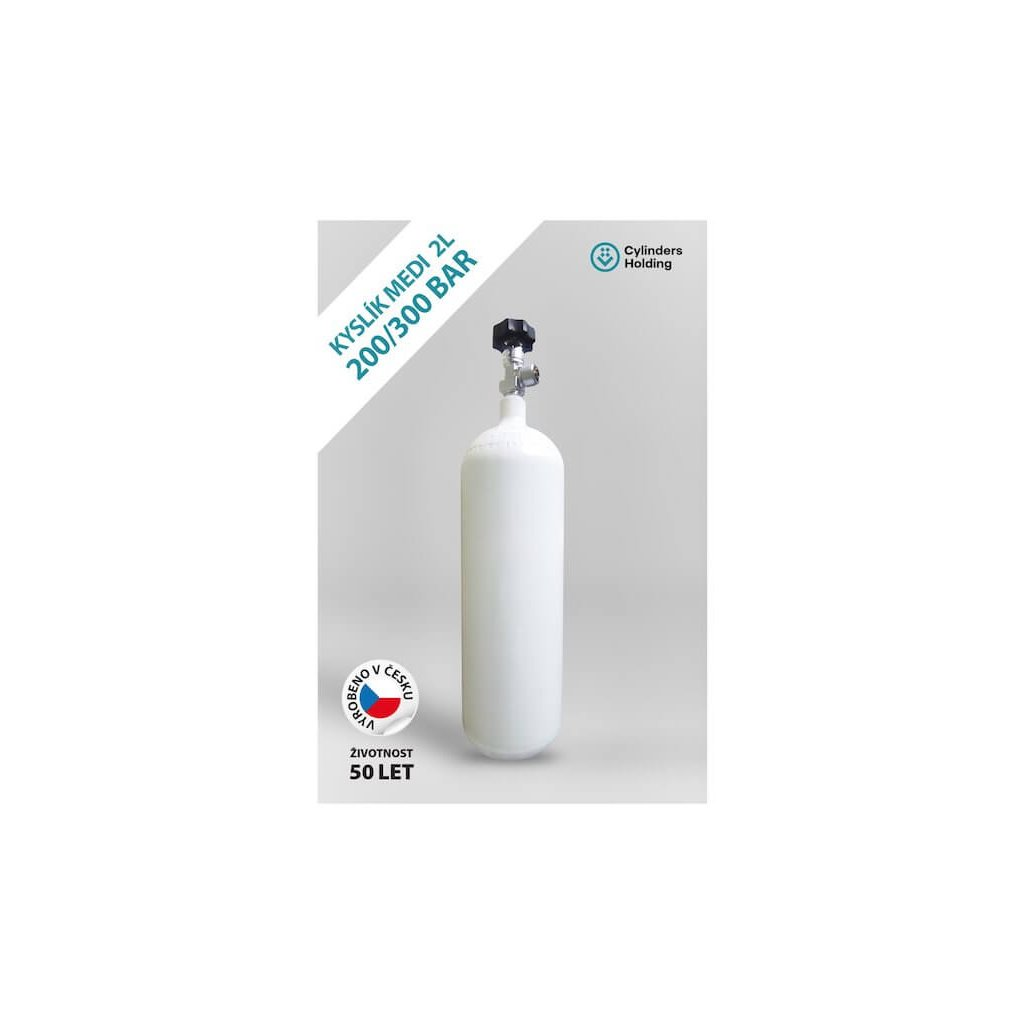 KYSLÍK MEDI 2L
200/300 BAR
Cylinders
Holding
VYROBENO V ČESKU
ŽIVOTNOST
50 LET